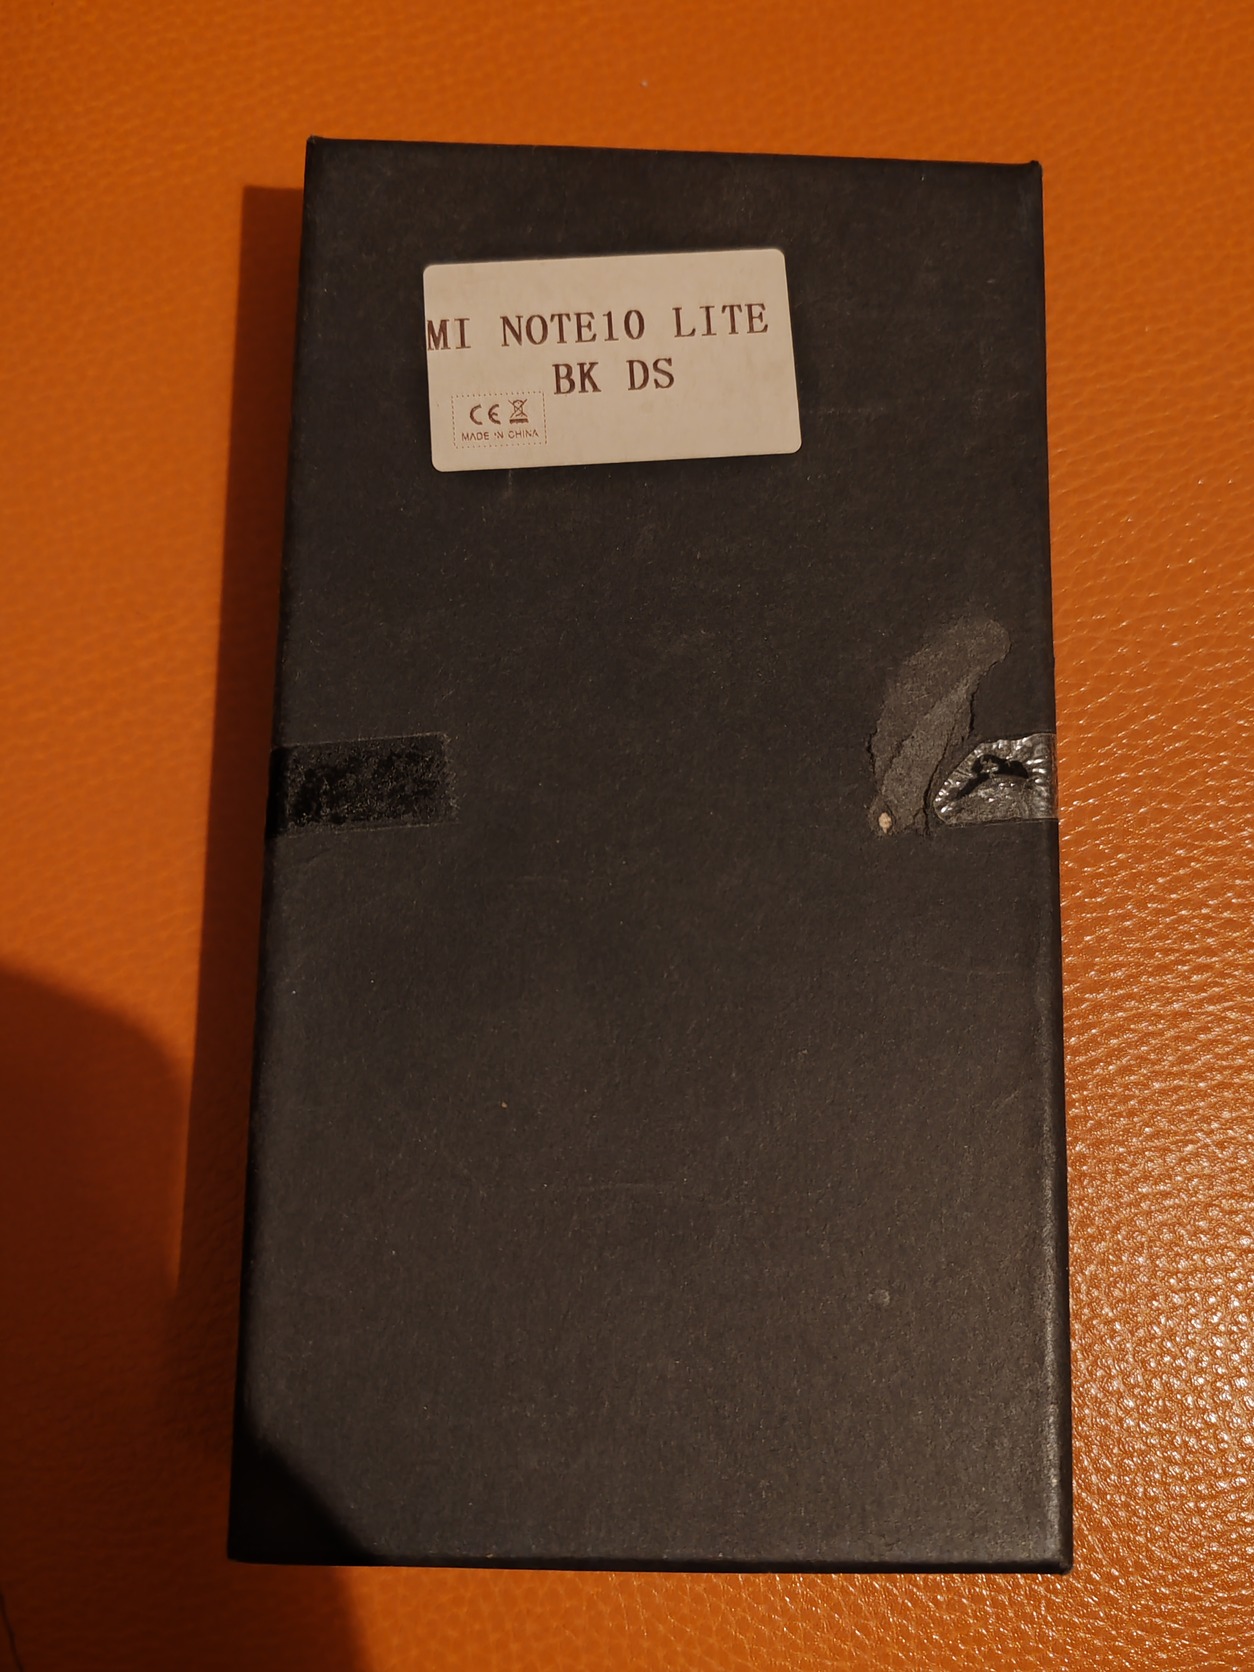 MI NOTE10 LITE
BK DS
CE
MADE IN CHINA